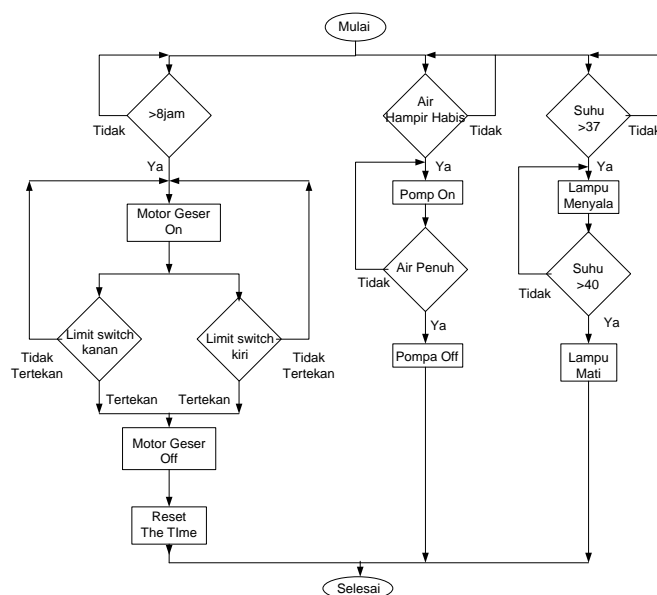 Mulai
>8jam
Tidak
Ya
Motor Geser
On
Limit switch
kanan
Limit switch
kiri
Tidak
Tertekan
Tidak
Tertekan
Tertekan
Tertekan
Motor Geser
Off
Reset
The TIme
Air
Hampir Habis
Tidak
Ya
Pomp On
Air Penuh
Tidak
Ya
Pompa Off
Suhu
>37
Tidak
Ya
Lampu
Menyala
Suhu
>40
Tidak
Ya
Lampu
Mati
Selesai